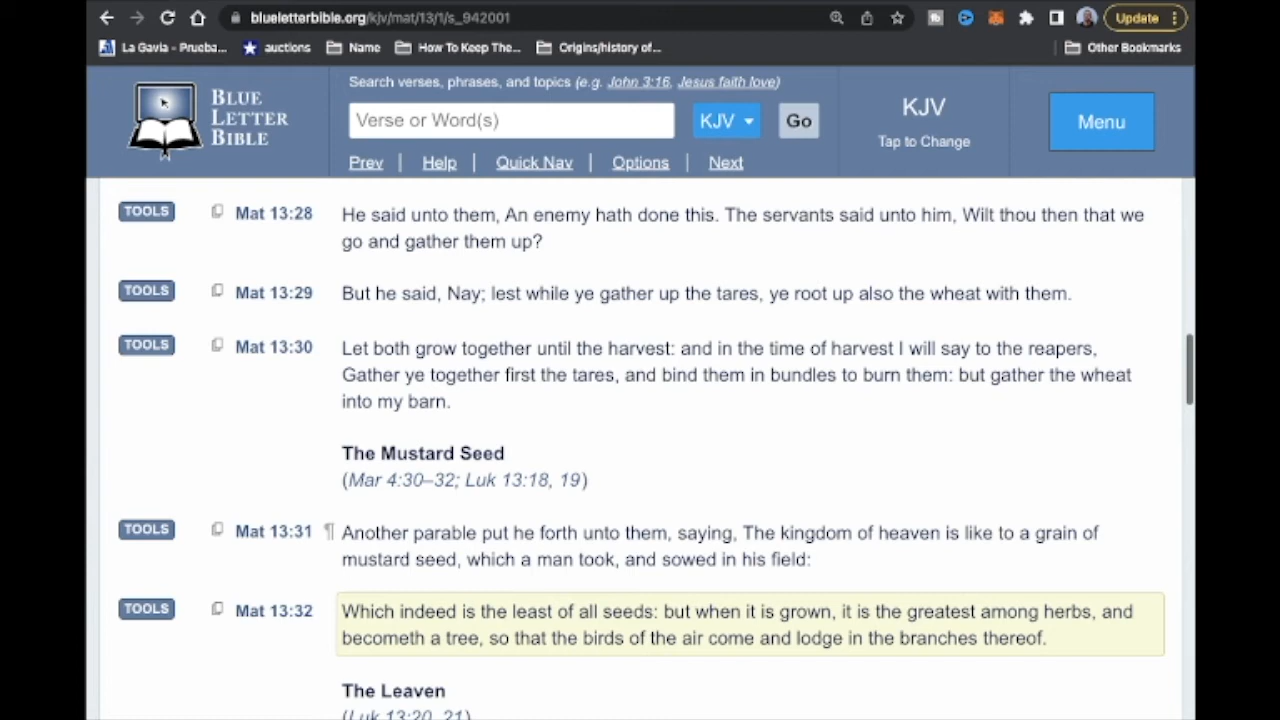 blueletterbible.org/kjv/mat/13/1/s_942001
Update
La Gavia - Prueba...
auctions
Name
How To Keep The...
Origins/history of...
Other Bookmarks
BLUE
LETTER
BIBLE
Search verses, phrases, and topics (e.g. John 3:16, Jesus faith love)
Verse or Word(s)
KJV
Go
Prev | Help | Quick Nav | Options | Next
KJV
Tap to Change
Menu
TOOLS Mat 13:28 He said unto them, An enemy hath done this. The servants said unto him, Wilt thou then that we
go and gather them up?
TOOLS Mat 13:29 But he said, Nay; lest while ye gather up the tares, ye root up also the wheat with them.
TOOLS Mat 13:30 Let both grow together until the harvest: and in the time of harvest I will say to the reapers,
Gather ye together first the tares, and bind them in bundles to burn them: but gather the wheat
into my barn.
The Mustard Seed
(Mar 4:30–32; Luk 13:18, 19)
TOOLS Mat 13:31 ¶ Another parable put he forth unto them, saying, The kingdom of heaven is like to a grain of
mustard seed, which a man took, and sowed in his field:
TOOLS Mat 13:32 Which indeed is the least of all seeds: but when it is grown, it is the greatest among herbs, and
becometh a tree, so that the birds of the air come and lodge in the branches thereof.
The Leaven
(Luk 13:20, 21)